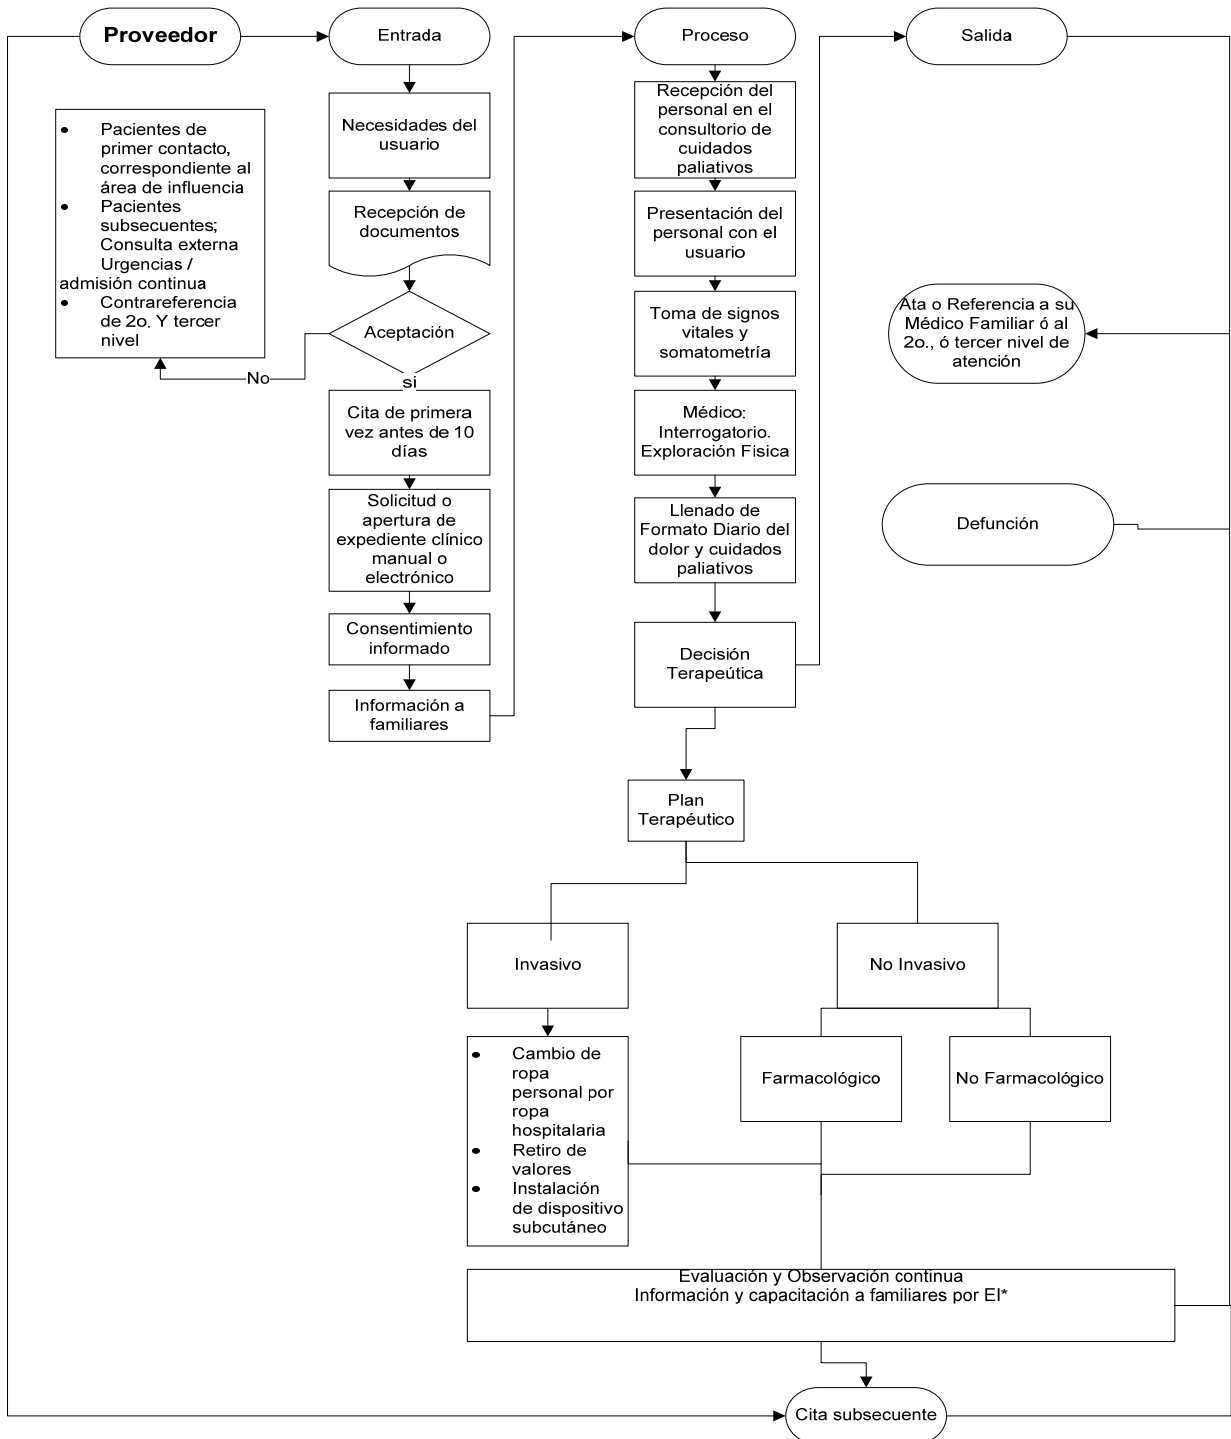 Proveedor
Entrada
Proceso
Salida
• Pacientes de
primer contacto,
correspondiente al
área de influencia
• Pacientes
subsecuentes;
Consulta externa
Urgencias /
admisión continua
• Contrareferencia
de 2o. Y tercer
nivel
Necesidades del
usuario
Recepción de
documentos
Aceptación
No
si
Cita de primera
vez antes de 10
días
Solicitud o
apertura de
expediente clínico
manual o
electrónico
Consentimiento
informado
Información a
familiares
Recepción del
personal en el
consultorio de
cuidados
paliativos
Presentación del
personal con el
usuario
Toma de signos
vitales y
somatometría
Médico:
Interrogatorio.
Exploración Física
Llenado de
Formato Diario del
dolor y cuidados
paliativos
Decisión
Terapeútica
Ata o Referencia a su
Médico Familiar ó al
2o., ó tercer nivel de
atención
Defunción
Plan
Terapéutico
Invasivo
No Invasivo
• Cambio de
ropa
personal por
ropa
hospitalaria
• Retiro de
valores
• Instalación
de dispositivo
subcutáneo
Farmacológico
No Farmacológico
Evaluación y Observación continua
Información y capacitación a familiares por EI*
Cita subsecuente